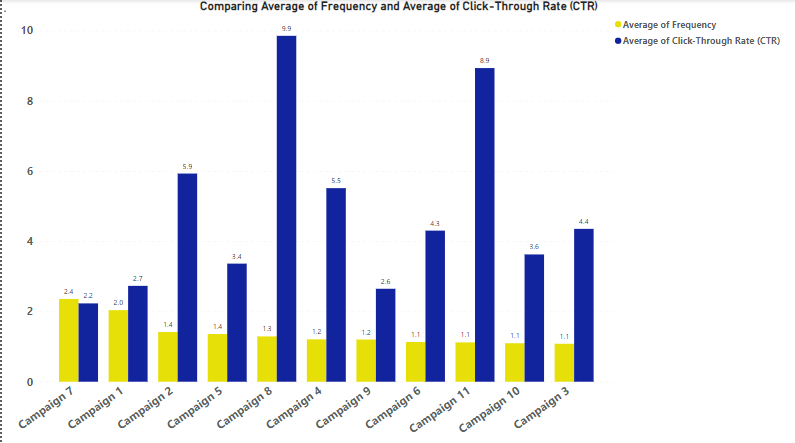 Comparing Average of Frequency and Average of Click-Through Rate (CTR)
Average of Frequency
Average of Click-Through Rate (CTR)
10
8
6
4
2
0
2.4
2.2
2.0
2.7
1.4
5.9
1.4
3.4
1.3
9.9
1.2
5.5
1.2
2.6
1.1
4.3
1.1
8.9
1.1
3.6
1.1
4.4
Campaign 7
Campaign 1
Campaign 2
Campaign 5
Campaign 8
Campaign 4
Campaign 9
Campaign 6
Campaign 11
Campaign 10
Campaign 3